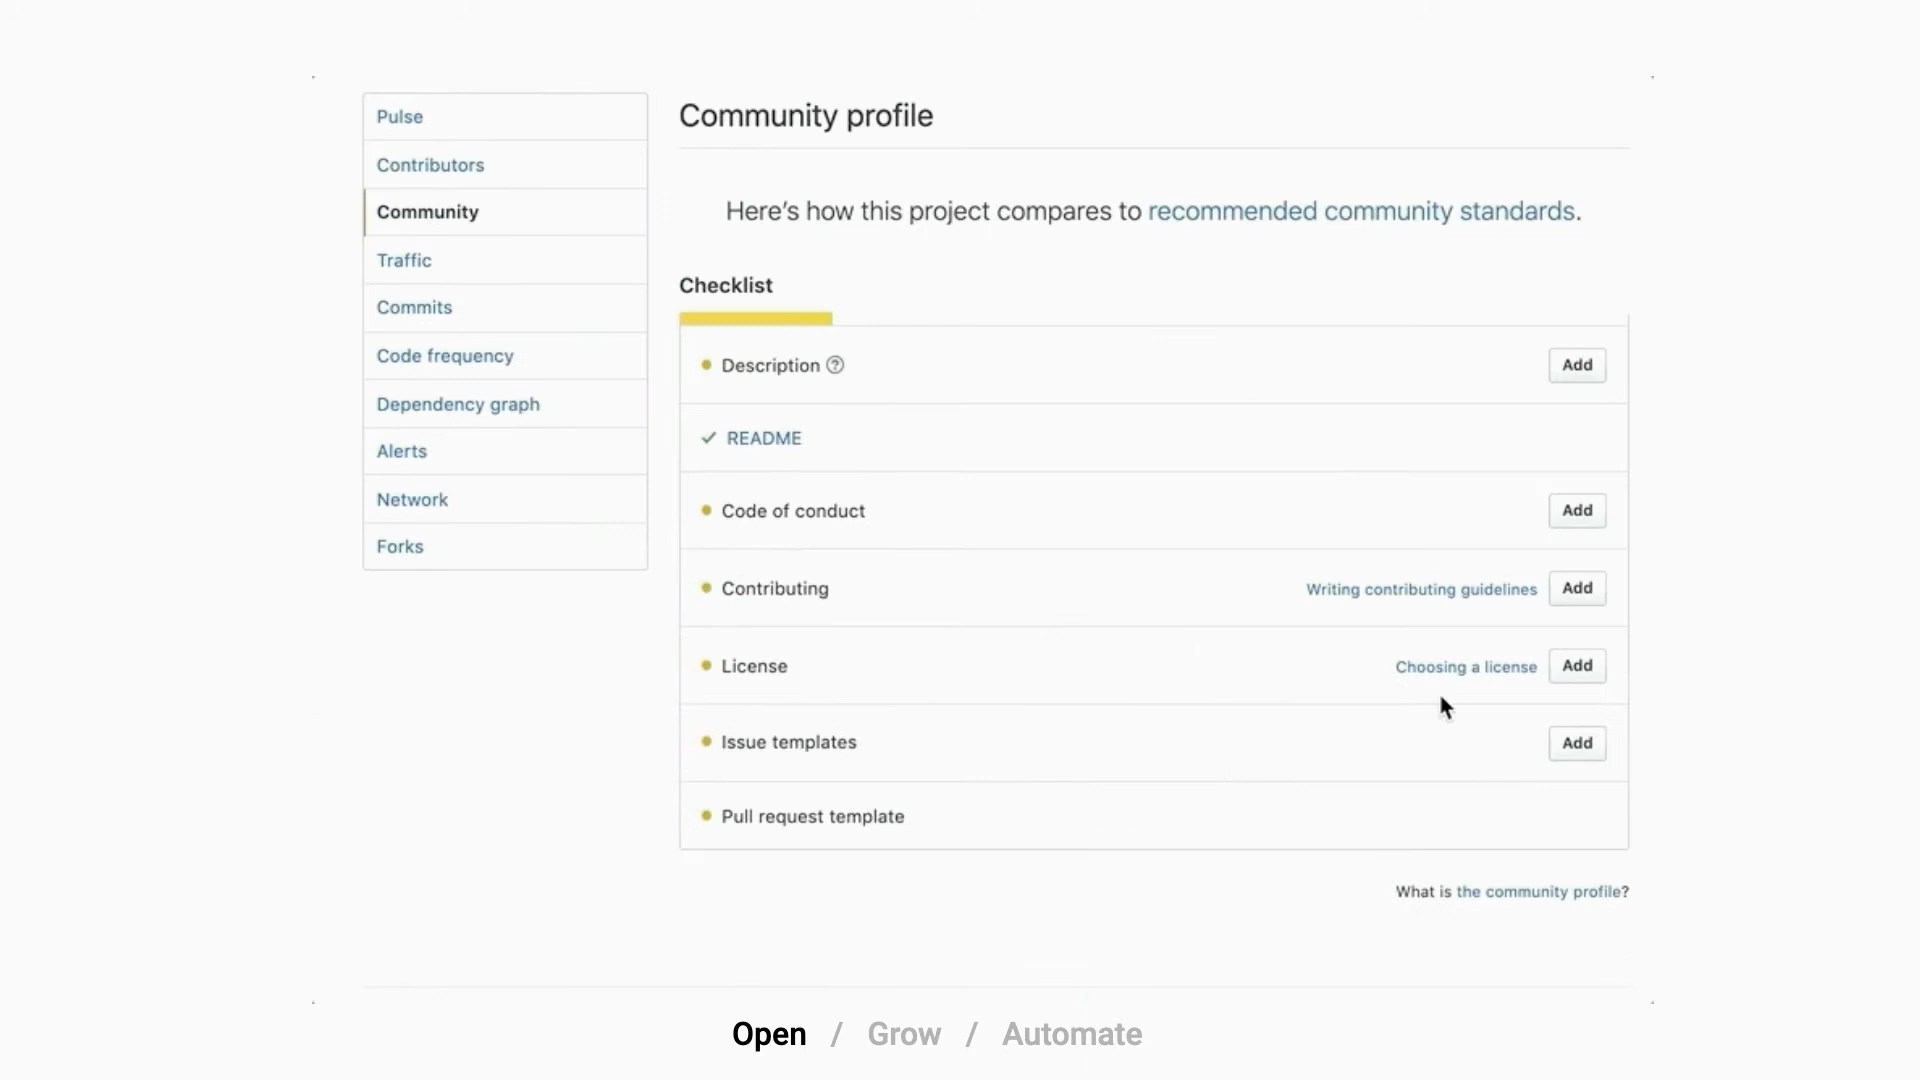 Pulse
Contributors
Community
Traffic
Commits
Code frequency
Dependency graph
Alerts
Network
Forks
Community profile
Here's how this project compares to recommended community standards.
Checklist
Description ? Add
README
Code of conduct Add
Contributing Writing contributing guidelines Add
License Choosing a license Add
Issue templates Add
Pull request template
What is the community profile?
Open / Grow / Automate